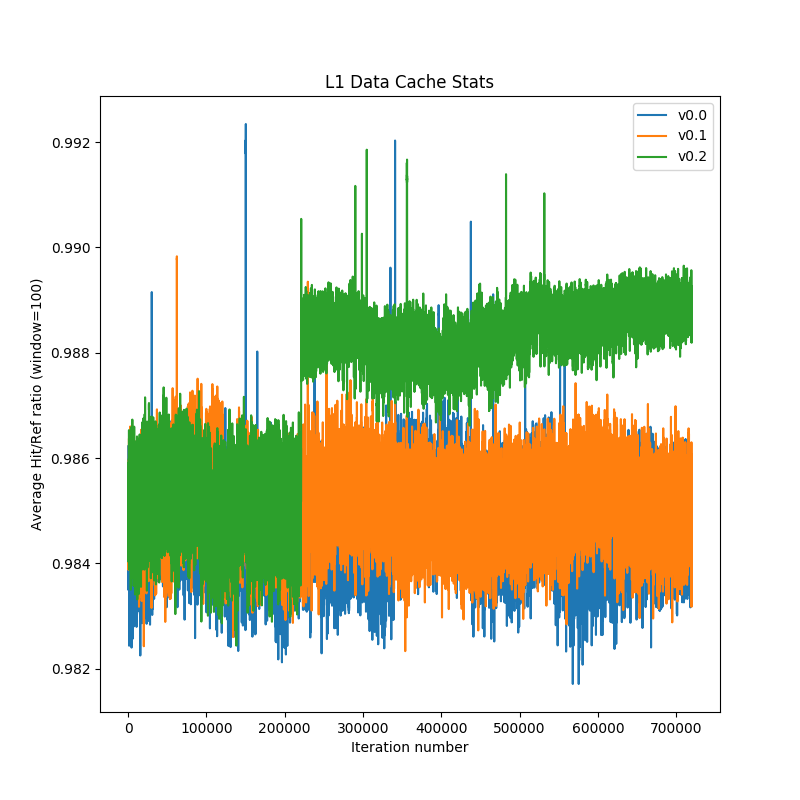 L1 Data Cache Stats
v0.0
v0.1
v0.2
0.992
0.990
0.988
0.986
0.984
0.982
Average Hit/Ref ratio (window=100)
0 100000 200000 300000 400000 500000 600000 700000
Iteration number